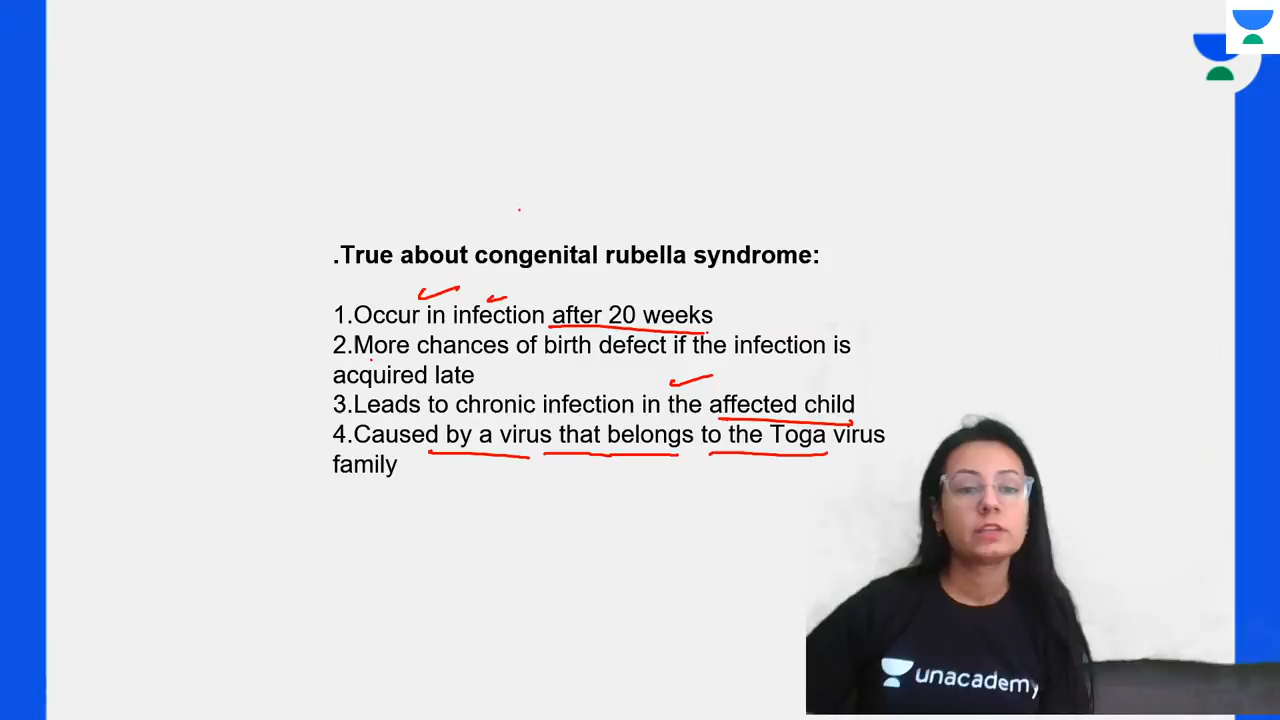 .True about congenital rubella syndrome:
1.Occur in infection after 20 weeks
2.More chances of birth defect if the infection is
acquired late
3.Leads to chronic infection in the affected child
4.Caused by a virus that belongs to the Toga virus
family
unacademy